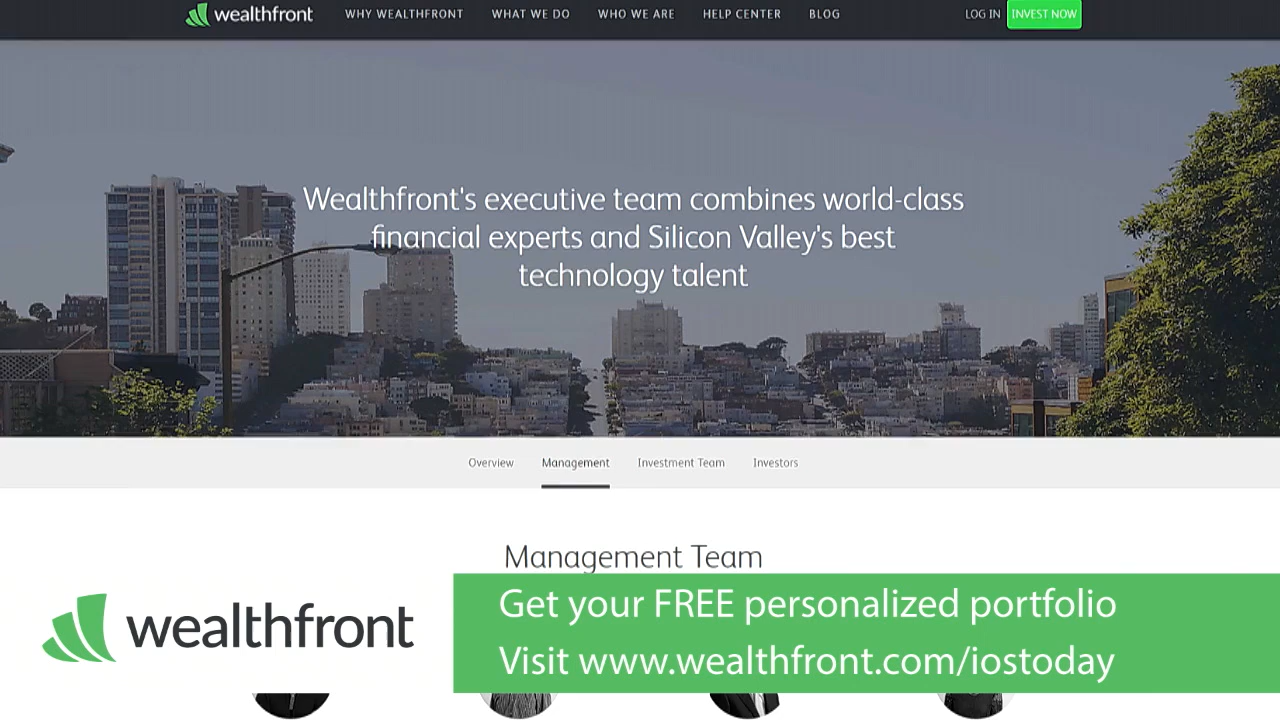 wealthfront WHY WEALTHFRONT WHAT WE DO WHO WE ARE HELP CENTER BLOG LOG IN INVEST NOW
Wealthfront's executive team combines world-class
financial experts and Silicon Valley's best
technology talent
Overview Management Investment Team Investors
Management Team
wealthfront
Get your FREE personalized portfolio
Visit www.wealthfront.com/iostoday